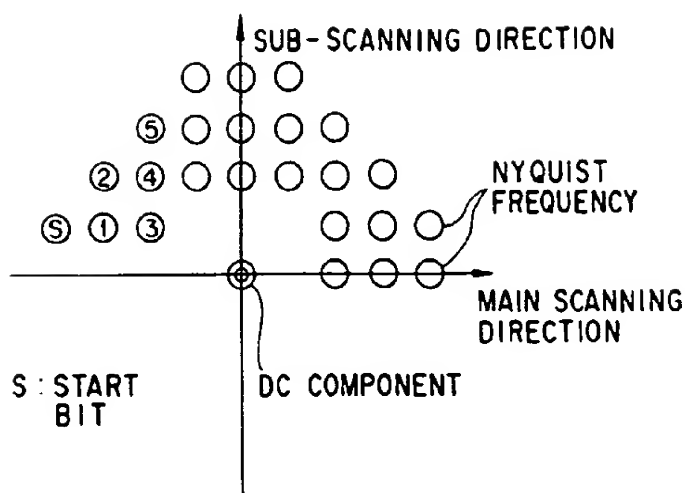 SUB-SCANNING DIRECTION
5
2 4
NYQUIST
FREQUENCY
S 1 3
MAIN SCANNING
DIRECTION
S : START
BIT
DC COMPONENT